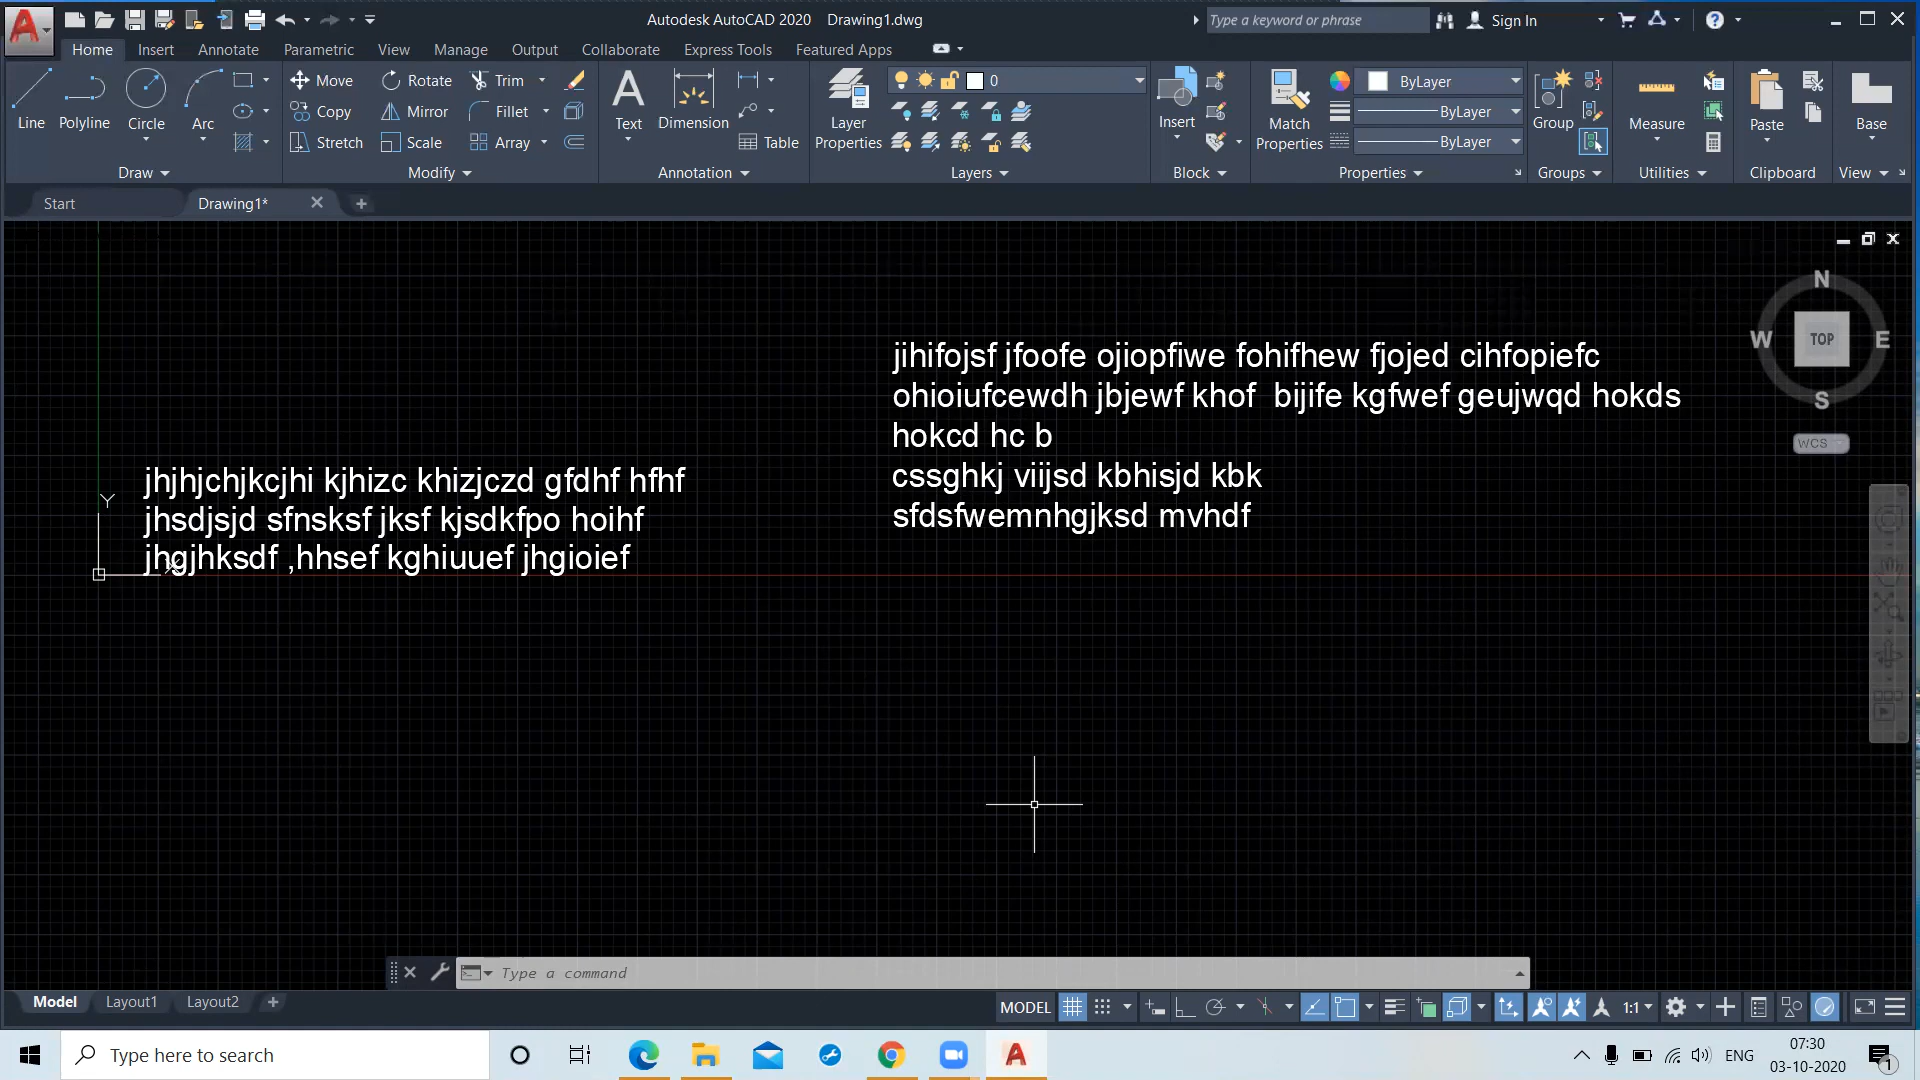 Autodesk AutoCAD 2020 Drawing1.dwg
Type a keyword or phrase
Sign In
Home Insert Annotate Parametric View Manage Output Collaborate Express Tools Featured Apps
Line Polyline Circle Arc
Move Rotate Trim
Copy Mirror Fillet
Stretch Scale Array
Text Dimension Table
Layer Properties
0
Insert
Match Properties
ByLayer
ByLayer
ByLayer
Group
Measure
Paste
Base
Draw Modify Annotation Layers Block Properties Groups Utilities Clipboard View
Start Drawing1*
N
W TOP E
S
WCS
jihifojsf jfoofe ojiopfiwe fohifhew fjojed cihfopiefc
ohioiufcewdh jbjewf khof  bijife kgfwef geujwqd hokds
hokcd hc b
cssghkj viijsd kbhisjd kbk
sfdsfwemnhgjksd mvhdf
jhjhjchjkcjhi kjhizc khizjczd gfdhf hfhf
jhsdjsjd sfnsksf jksf kjsdkfpo hoihf
jhgjhksdf ,hhsef kghiuuef jhgioief
Y
X
Type a command
Model Layout1 Layout2
MODEL 1:1
Type here to search
ENG
07:30
03-10-2020
1